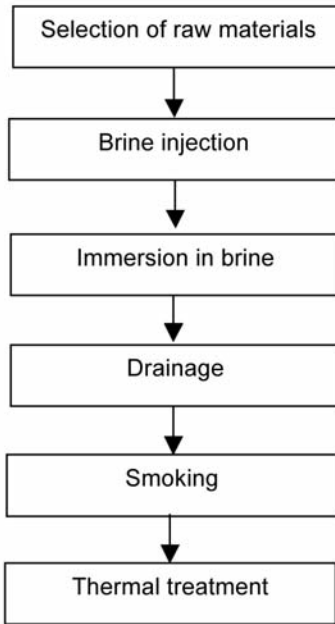 Selection of raw materials
Brine injection
Immersion in brine
Drainage
Smoking
Thermal treatment